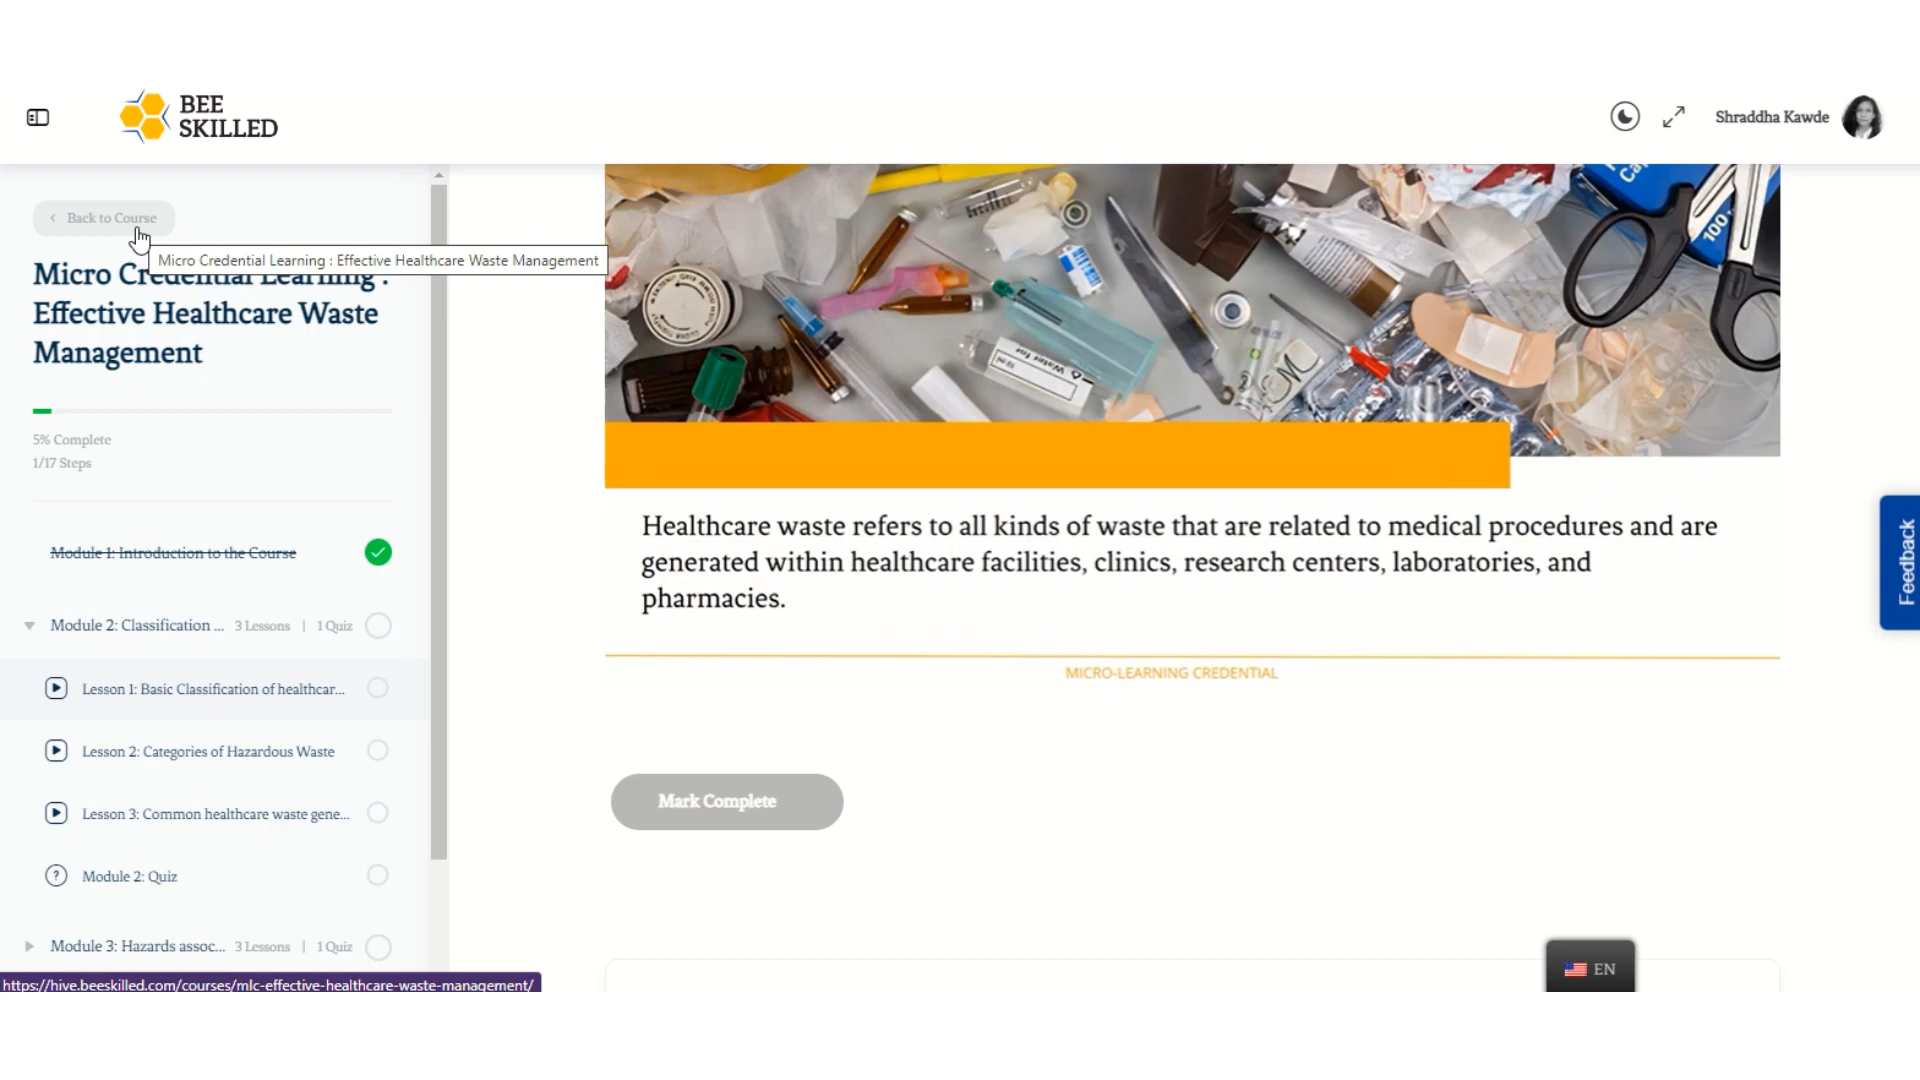 BEE
SKILLED
Shraddha Kawde
Back to Course
Micro Credential Learning : Effective Healthcare Waste Management
Micro Credential Learning :
Effective Healthcare Waste
Management
5% Complete
1/17 Steps
Module 1: Introduction to the Course
Module 2: Classification ... 3 Lessons | 1 Quiz
Lesson 1: Basic Classification of healthcar...
Lesson 2: Categories of Hazardous Waste
Lesson 3: Common healthcare waste gene...
Module 2: Quiz
Module 3: Hazards assoc... 3 Lessons | 1 Quiz
https://hive.beeskilled.com/courses/mlc-effective-healthcare-waste-management/
100
Water for
Healthcare waste refers to all kinds of waste that are related to medical procedures and are
generated within healthcare facilities, clinics, research centers, laboratories, and
pharmacies.
MICRO-LEARNING CREDENTIAL
Mark Complete
Feedback
EN